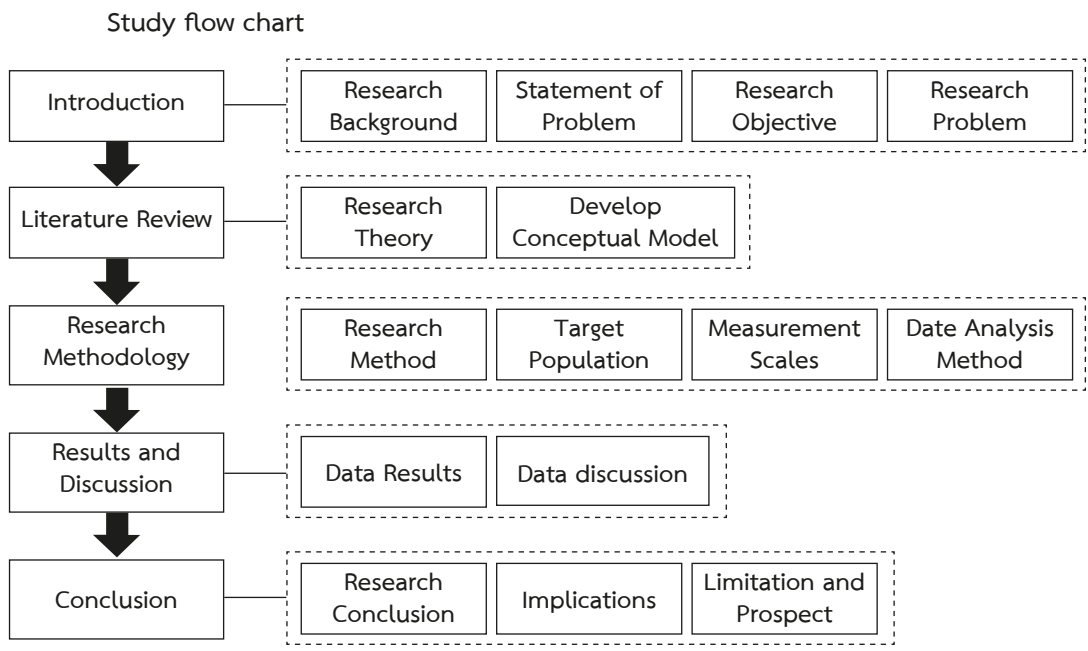 Study flow chart
Introduction
Research
Background
Statement of
Problem
Research
Objective
Research
Problem
Literature Review
Research
Theory
Develop
Conceptual Model
Research
Methodology
Research
Method
Target
Population
Measurement
Scales
Date Analysis
Method
Results and
Discussion
Data Results
Data discussion
Conclusion
Research
Conclusion
Implications
Limitation and
Prospect